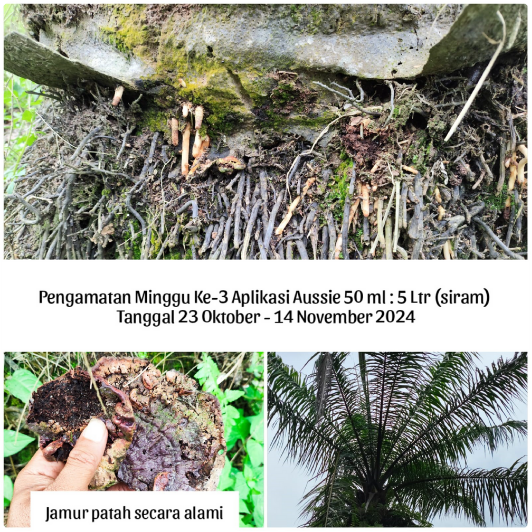 Pengamatan Minggu Ke-3 Aplikasi Aussie 50 ml : 5 Ltr (siram)
Tanggal 23 Oktober - 14 November 2024
Jamur patah secara alami